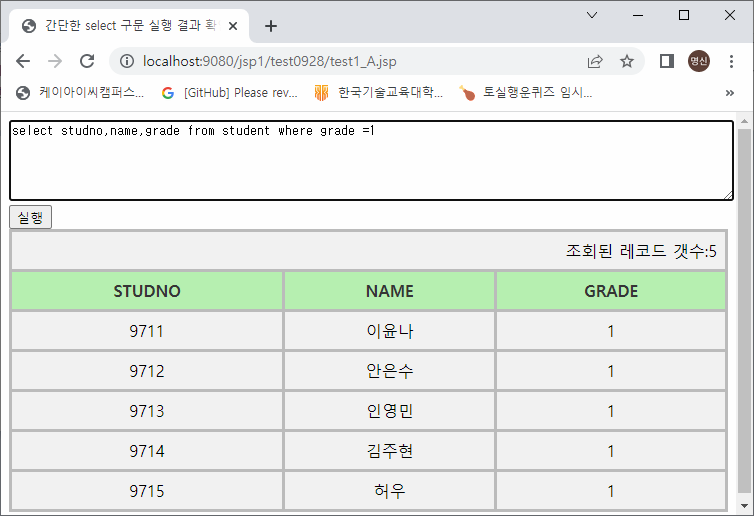 간단한 select 구문 실행 결과 확
localhost:9080/jsp1/test0928/test1_A.jsp
명신
케이아이씨캠퍼스... [GitHub] Please rev... 한국기술교육대학... 토실행운퀴즈 임시...
select studno,name,grade from student where grade =1
실행
조회된 레코드 갯수:5
STUDNO NAME GRADE
9711 이윤나 1
9712 안은수 1
9713 인영민 1
9714 김주현 1
9715 허우 1